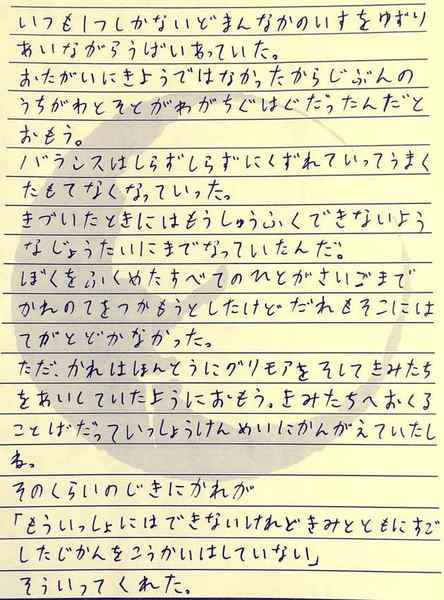 いつも1つしかないどまんなかのいすをゆずり
あいながらうばいあっていた。
おたがいにきようではなかったからじぶんの
うちがわとそとがわがちぐはぐだったんだと
おもう。
バランスはしらずしらずにくずれていってうまく
たもてなくなっていった。
きづいたときにはもうしゅうふくできないよう
なじょうたいにまでなっていたんだ。
ぼくをふくめたすべてのひとがさいごまで
かれのてをつかもうとしたけどだれもそこには
てがとどかなかった。
ただ、かれはほんとうにグリモアをそしてきみたち
をあいしていたようにおもう。きみたちへおくる
ことばだっていっしょうけんめいにかんがえていたし
ね。
そのくらいのじきにかれが
「もういっしょにはできないけれどきみとともにすご
したじかんをこうかいはしていない」
そういってくれた。